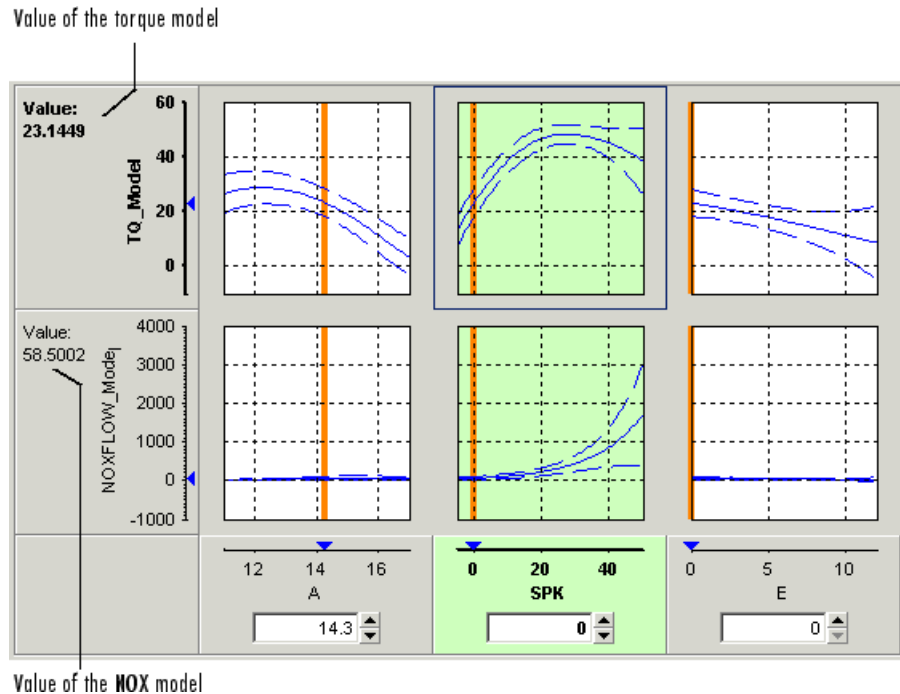 Value of the torque model
Value:
23.1449
TQ_Model
60
40
20
0
Value:
58.5002
NOXFLOW_Model
4000
3000
2000
1000
0
-1000
12 14 16
A
14.3
0 20 40
SPK
0
0 5 10
E
0
Value of the NOX model